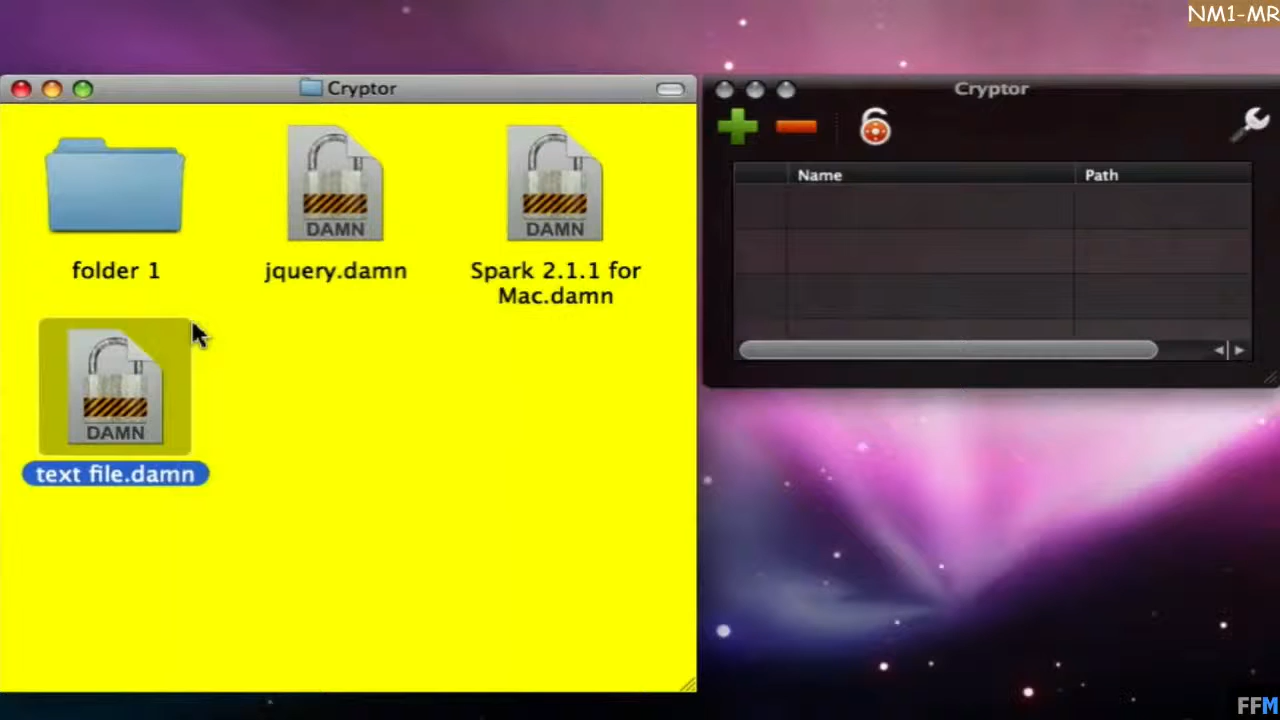 NM1-MR
Cryptor
Cryptor
Name
Path
DAMN
DAMN
folder 1
jquery.damn
Spark 2.1.1 for
Mac.damn
DAMN
text file.damn
FFM